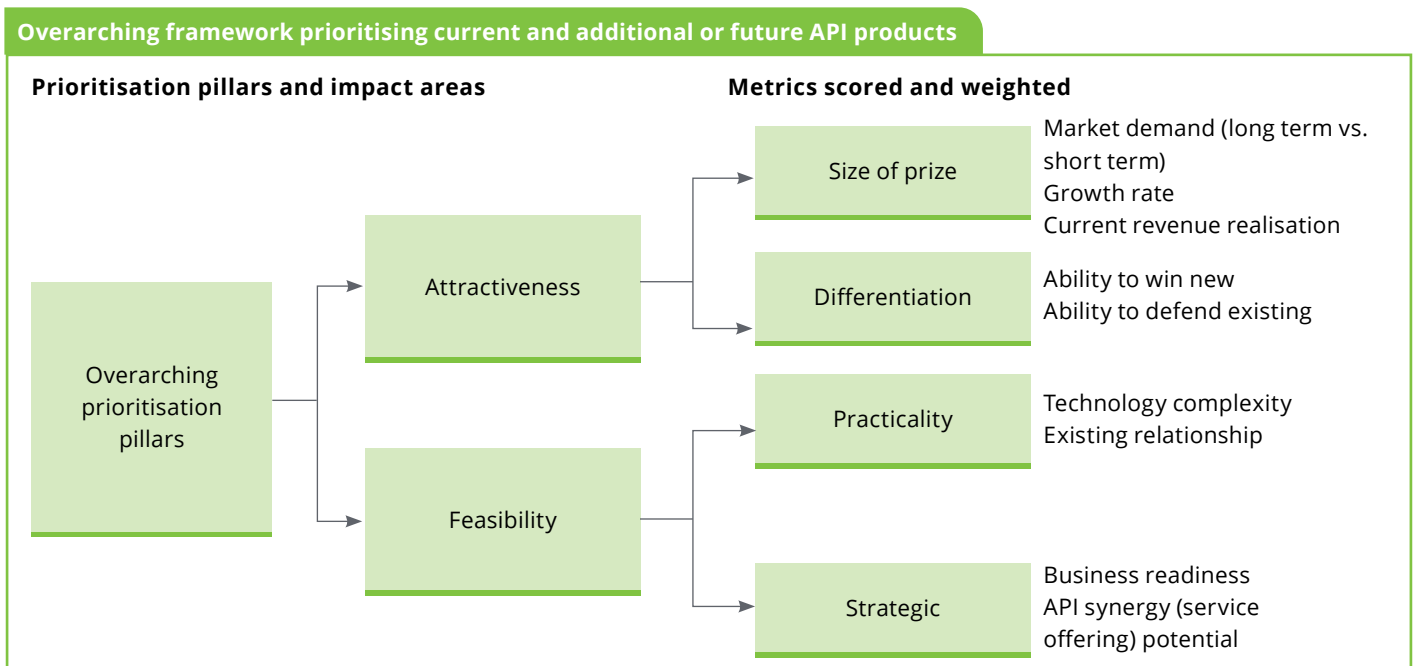 Overarching framework prioritising current and additional or future API products
Prioritisation pillars and impact areas
Metrics scored and weighted
Overarching
prioritisation
pillars
Attractiveness
Feasibility
Size of prize
Market demand (long term vs.
short term)
Growth rate
Current revenue realisation
Differentiation
Ability to win new
Ability to defend existing
Practicality
Technology complexity
Existing relationship
Strategic
Business readiness
API synergy (service
offering) potential